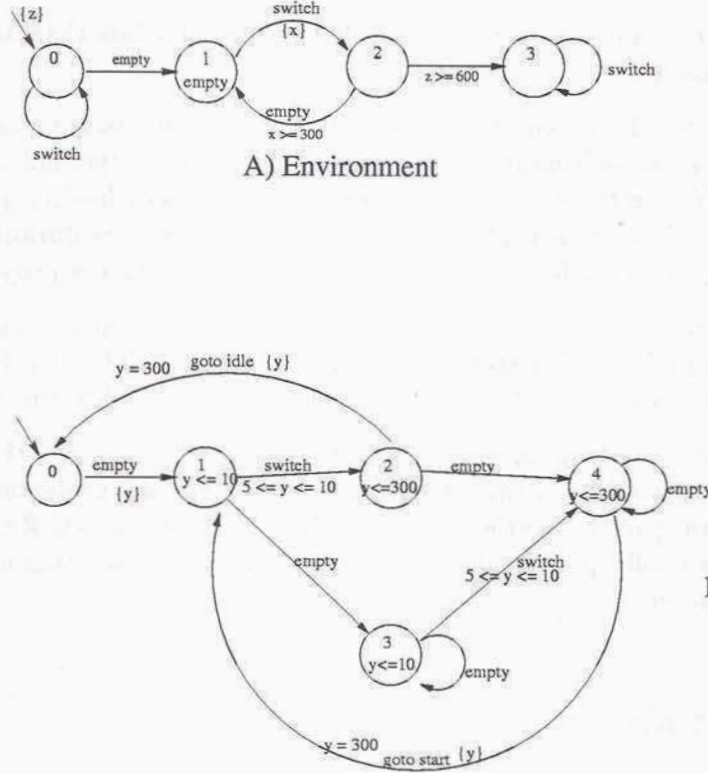 {z}
switch
{x}
0
empty
1
empty
2
z >= 600
3
switch
switch
empty
x >= 300
A) Environment
y = 300 goto idle {y}
0
empty
{y}
1
y <= 10
switch
5 <= y <= 10
2
y<=300
empty
4
y<=300
empty
empty
switch
5 <= y <= 10
3
y<=10
empty
y = 300
goto start {y}